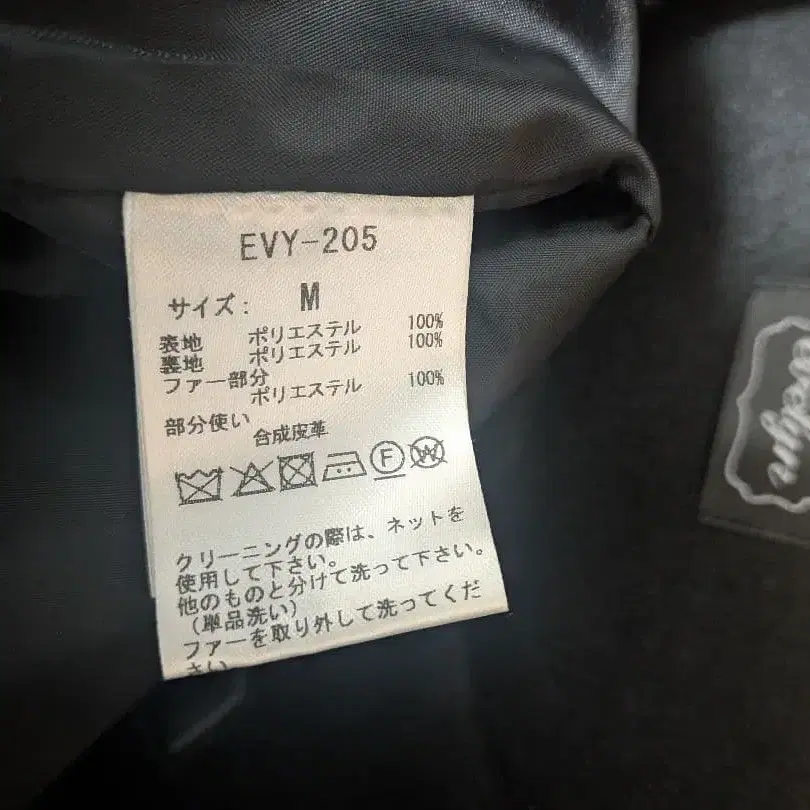 EVY-205
サイズ: M
表地 ポリエステル 100%
裏地 ポリエステル 100%
ファー部分
ポリエステル 100%
部分使い
合成皮革
F W
クリーニングの際は、ネットを
使用して下さい。
他のものと分けて洗って下さい。
(単品洗い)
ファーを取り外して洗ってくだ
さい
evelyn